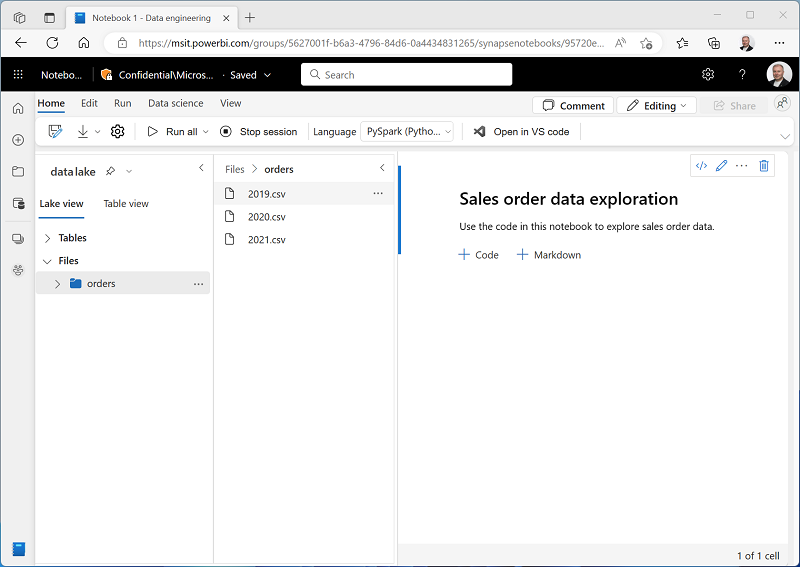 Notebook 1 - Data engineering
https://msit.powerbi.com/groups/5627001f-b6a3-4796-84d6-0a4434831265/synapsenotebooks/95720e...
Notebo... Confidential\Micros... · Saved Search ?
Home Edit Run Data science View Comment Editing Share
Run all Stop session Language PySpark (Pytho... Open in VS code
data lake
Lake view Table view
Tables
Files
orders ...
Files > orders
2019.csv ...
2020.csv
2021.csv
</> ...
Sales order data exploration
Use the code in this notebook to explore sales order data.
+ Code + Markdown
1 of 1 cell